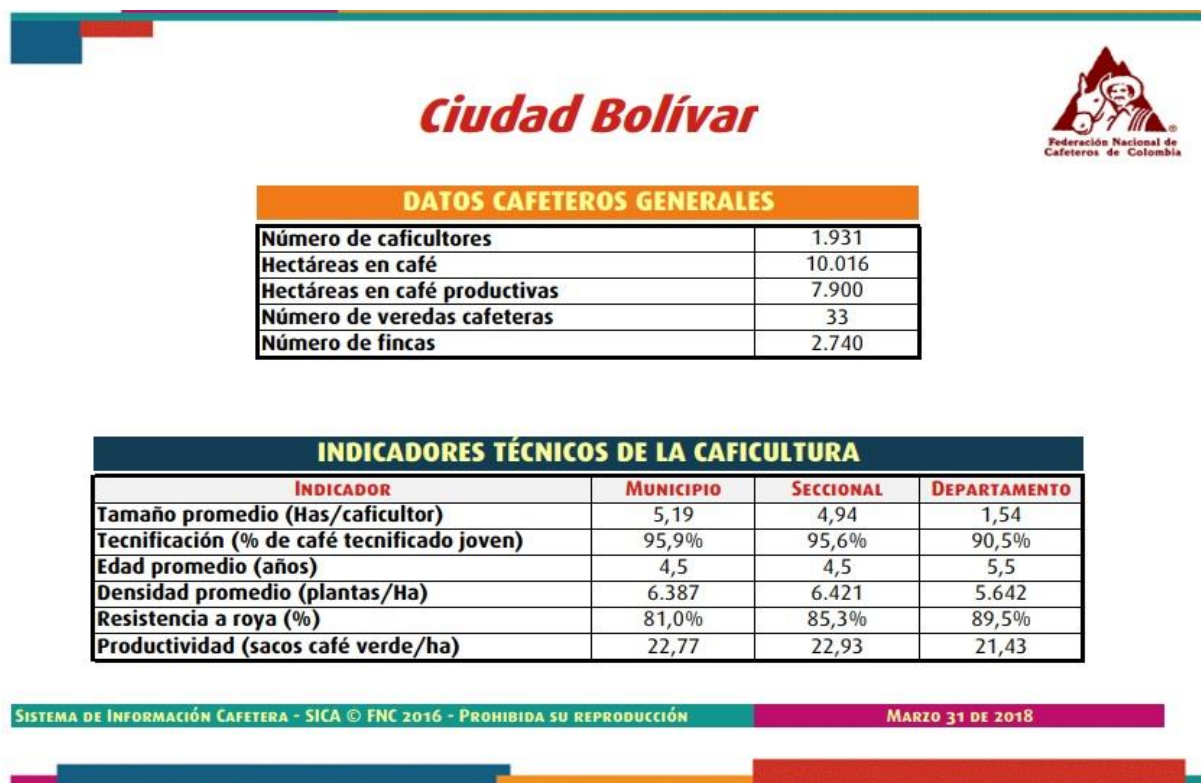 Ciudad Bolívar
®
Federación Nacional de
Cafeteros de Colombia
DATOS CAFETEROS GENERALES
Número de caficultores 1.931
Hectáreas en café 10.016
Hectáreas en café productivas 7.900
Número de veredas cafeteras 33
Número de fincas 2.740
INDICADORES TÉCNICOS DE LA CAFICULTURA
INDICADOR MUNICIPIO SECCIONAL DEPARTAMENTO
Tamaño promedio (Has/caficultor) 5,19 4,94 1,54
Tecnificación (% de café tecnificado joven) 95,9% 95,6% 90,5%
Edad promedio (años) 4,5 4,5 5,5
Densidad promedio (plantas/Ha) 6.387 6.421 5.642
Resistencia a roya (%) 81,0% 85,3% 89,5%
Productividad (sacos café verde/ha) 22,77 22,93 21,43
SISTEMA DE INFORMACIÓN CAFETERA - SICA © FNC 2016 - PROHIBIDA SU REPRODUCCIÓN MARZO 31 DE 2018